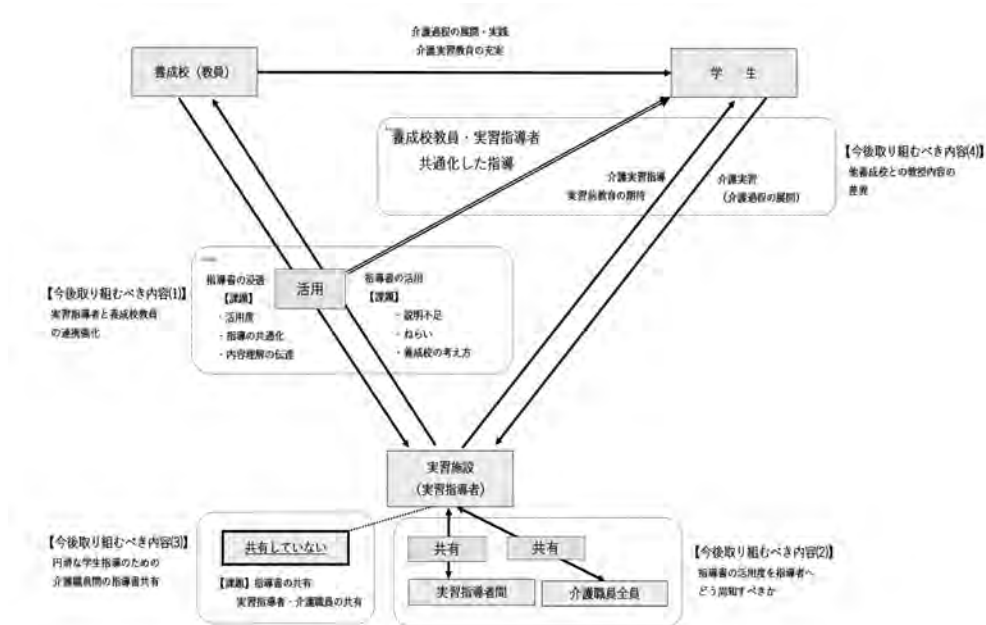 介護過程の展開・実践
介護実習教育の充実
養成校（教員）
学　生
養成校教員・実習指導者
共通化した指導
【今後取り組むべき内容(4)】
他養成校との教授内容の
差異
介護実習指導
実習前教育の期待
介護実習
（介護過程の展開）
【今後取り組むべき内容(1)】
実習指導者と養成校教員
の連携強化
指導書の浸透
【課題】
・活用度
・指導の共通化
・内容理解の伝達
活用
指導書の活用
【課題】
・説明不足
・ねらい
・養成校の考え方
実習施設
（実習指導者）
【今後取り組むべき内容(3)】
円滑な学生指導のための
介護職員間の指導書共有
共有していない
【課題】指導書の共有
実習指導者・介護職員の共有
共有
共有
実習指導者間
介護職員全員
【今後取り組むべき内容(2)】
指導書の活用度を指導者へ
どう周知すべきか